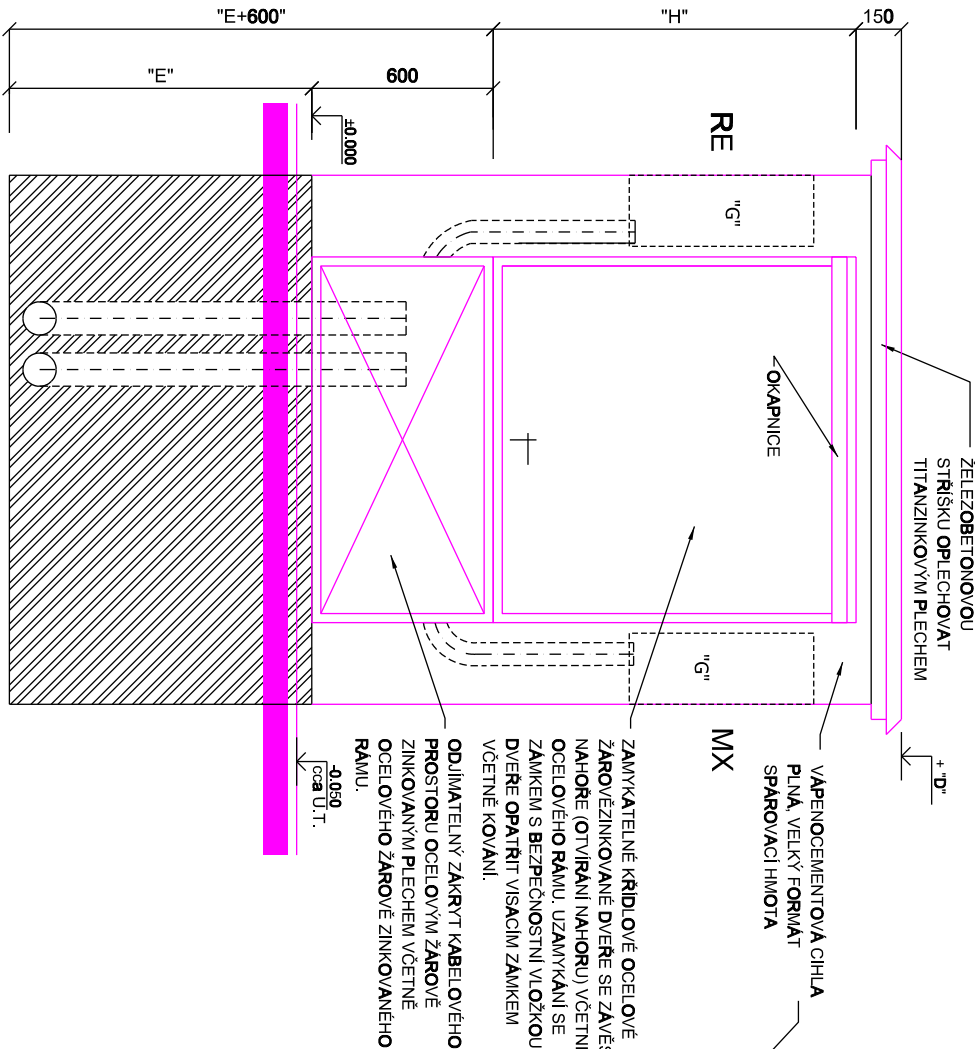 "E+600"
"H"
150
"E"
600
±0.000
RE
"G"
OKAPNICE
ŽELEZOBETONOVOU
STŘÍŠKU OPLECHOVAT
TITANZINKOVÝM PLECHEM
"G"
MX
+ "D"
-0.050
cca Ú.T.
VÁPENOCEMENTOVÁ CIHLA
PLNÁ, VELKÝ FORMÁT
SPÁROVACÍ HMOTA
ZAMYKATELNÉ KŘÍDLOVÉ OCELOVÉ
ŽÁROVĚZINKOVANÉ DVEŘE SE ZÁVĚS
NAHOŘE (OTVÍRÁNÍ NAHORU) VČETNĚ
OCELOVÉHO RÁMU. UZAMYKÁNÍ SE
ZÁMKEM S BEZPEČNOSTNÍ VLOŽKOU
DVEŘE OPATŘIT VISACÍM ZÁMKEM
VČETNĚ KOVÁNÍ.
ODJÍMATELNÝ ZÁKRYT KABELOVÉHO
PROSTORU OCELOVÝM ŽÁROVĚ
ZINKOVANÝM PLECHEM VČETNĚ
OCELOVÉHO ŽÁROVĚ ZINKOVANÉHO
RÁMU.